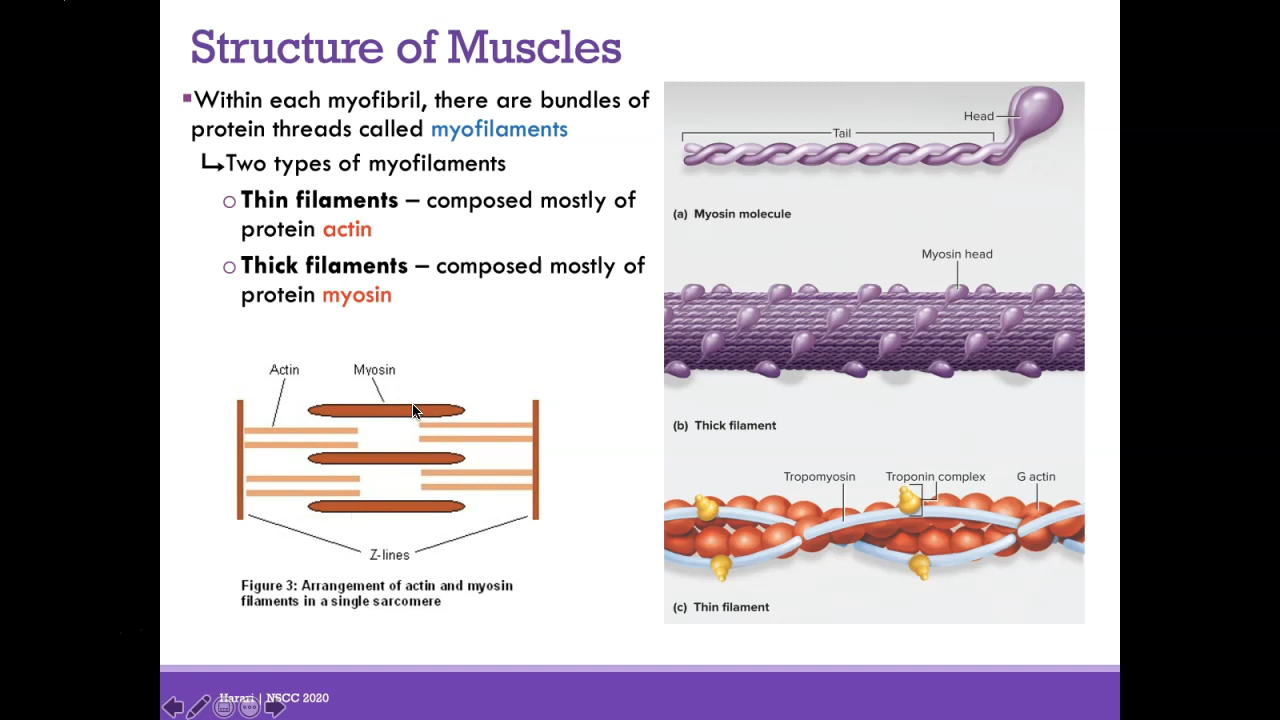 Structure of Muscles
▪Within each myofibril, there are bundles of
protein threads called myofilaments
↳Two types of myofilaments
o Thin filaments – composed mostly of
protein actin
o Thick filaments – composed mostly of
protein myosin
Actin Myosin
Z-lines
Figure 3: Arrangement of actin and myosin
filaments in a single sarcomere
Head
Tail
(a) Myosin molecule
Myosin head
(b) Thick filament
Tropomyosin Troponin complex G actin
(c) Thin filament
Harari | NSCC 2020